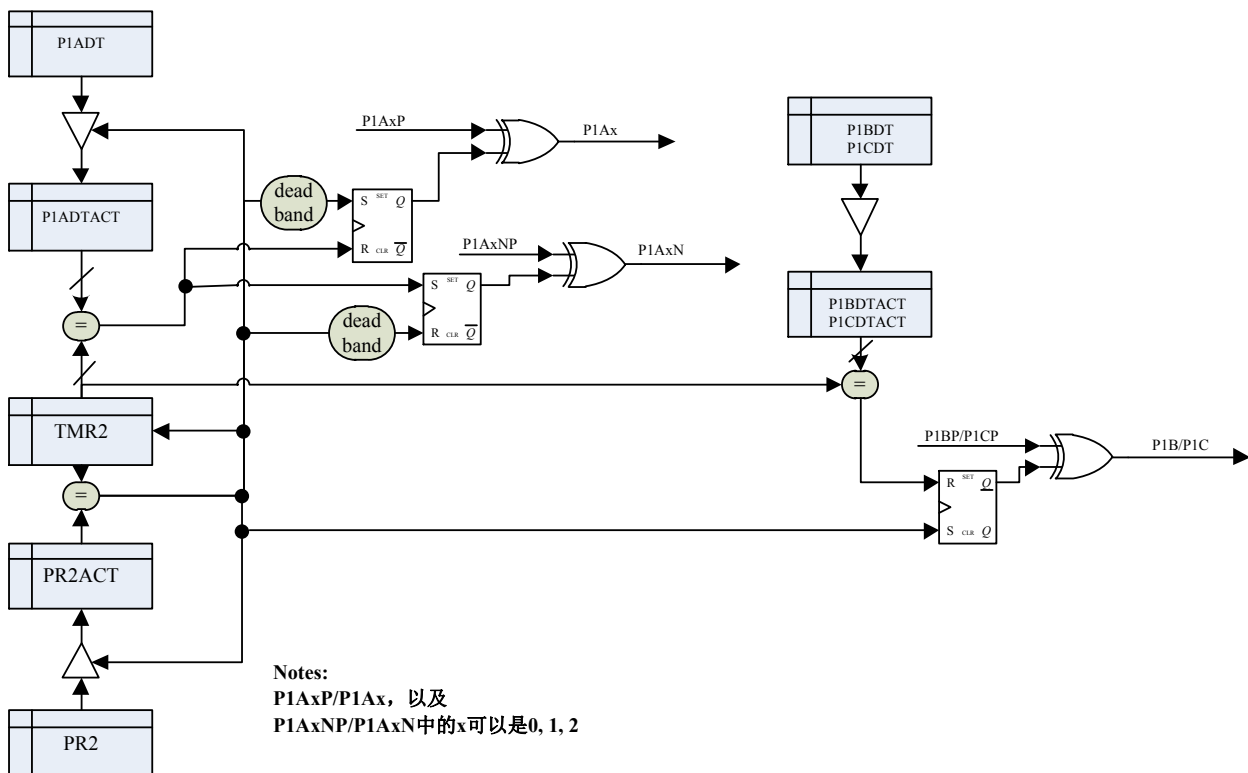 P1ADT
P1ADTACT
=
TMR2
=
PR2ACT
PR2
dead
band
S SET Q
R CLR Q
P1AxP
P1Ax
dead
band
S SET Q
R CLR Q
P1AxNP
P1AxN
P1BDT
P1CDT
P1BDTACT
P1CDTACT
=
R SET Q
S CLR Q
P1BP/P1CP
P1B/P1C
Notes:
P1AxP/P1Ax，以及
P1AxNP/P1AxN中的x可以是0, 1, 2